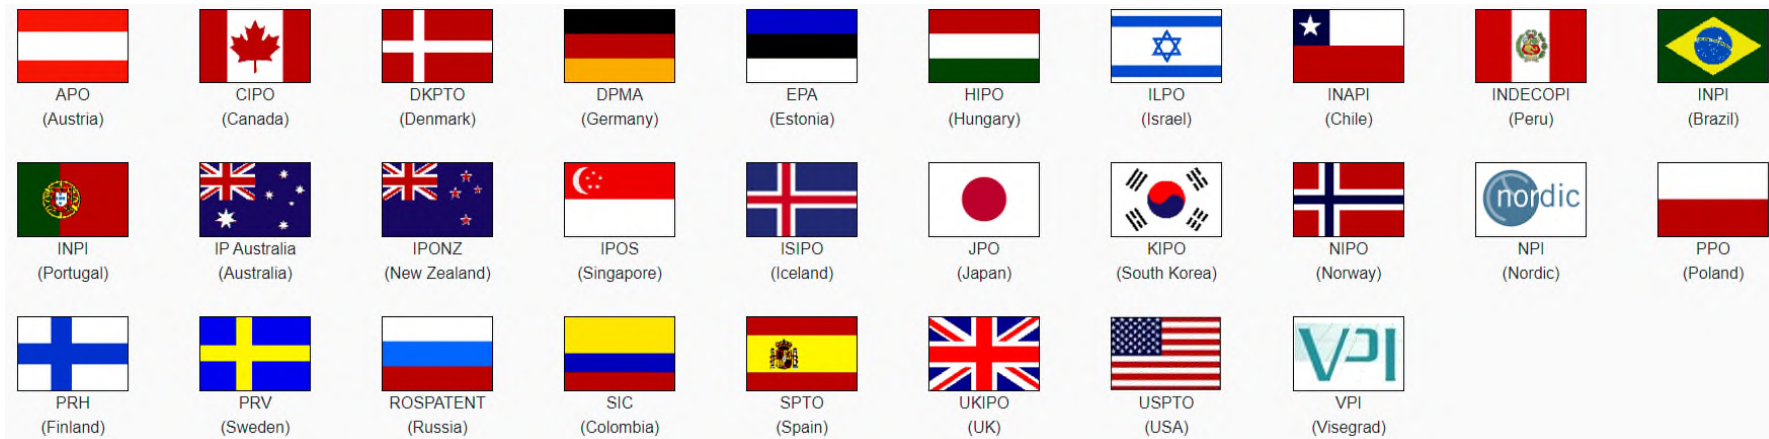 APO
(Austria)
CIPO
(Canada)
DKPTO
(Denmark)
DPMA
(Germany)
EPA
(Estonia)
HIPO
(Hungary)
ILPO
(Israel)
INAPI
(Chile)
INDECOPI
(Peru)
INPI
(Brazil)
INPI
(Portugal)
IP Australia
(Australia)
IPONZ
(New Zealand)
IPOS
(Singapore)
ISIPO
(Iceland)
JPO
(Japan)
KIPO
(South Korea)
NIPO
(Norway)
nordic
NPI
(Nordic)
PPO
(Poland)
PRH
(Finland)
PRV
(Sweden)
ROSPATENT
(Russia)
SIC
(Colombia)
SPTO
(Spain)
UKIPO
(UK)
USPTO
(USA)
VPI
VPI
(Visegrad)